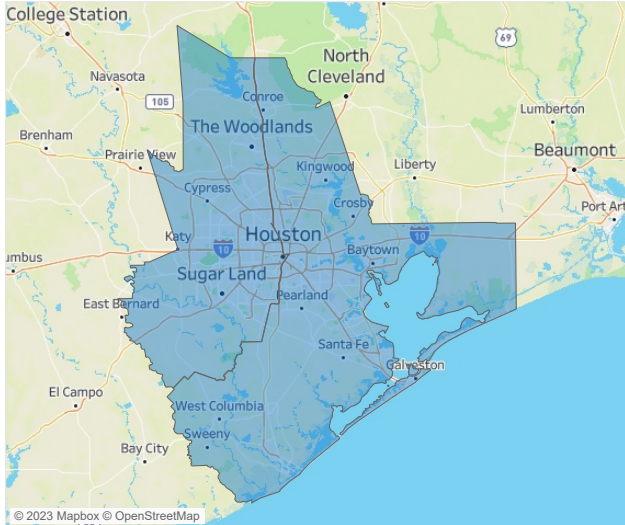 College Station
69
North
Cleveland
Navasota
105
Conroe
Lumberton
The Woodlands
Brenham
Prairie View
Beaumont
Kingwood
Liberty
Cypress
Port Art
Crosby
Katy
10
Houston
10
Baytown
umbus
Sugar Land
East Bernard
Pearland
Santa Fe
Galveston
El Campo
West Columbia
Sweeny
Bay City
© 2023 Mapbox © OpenStreetMap